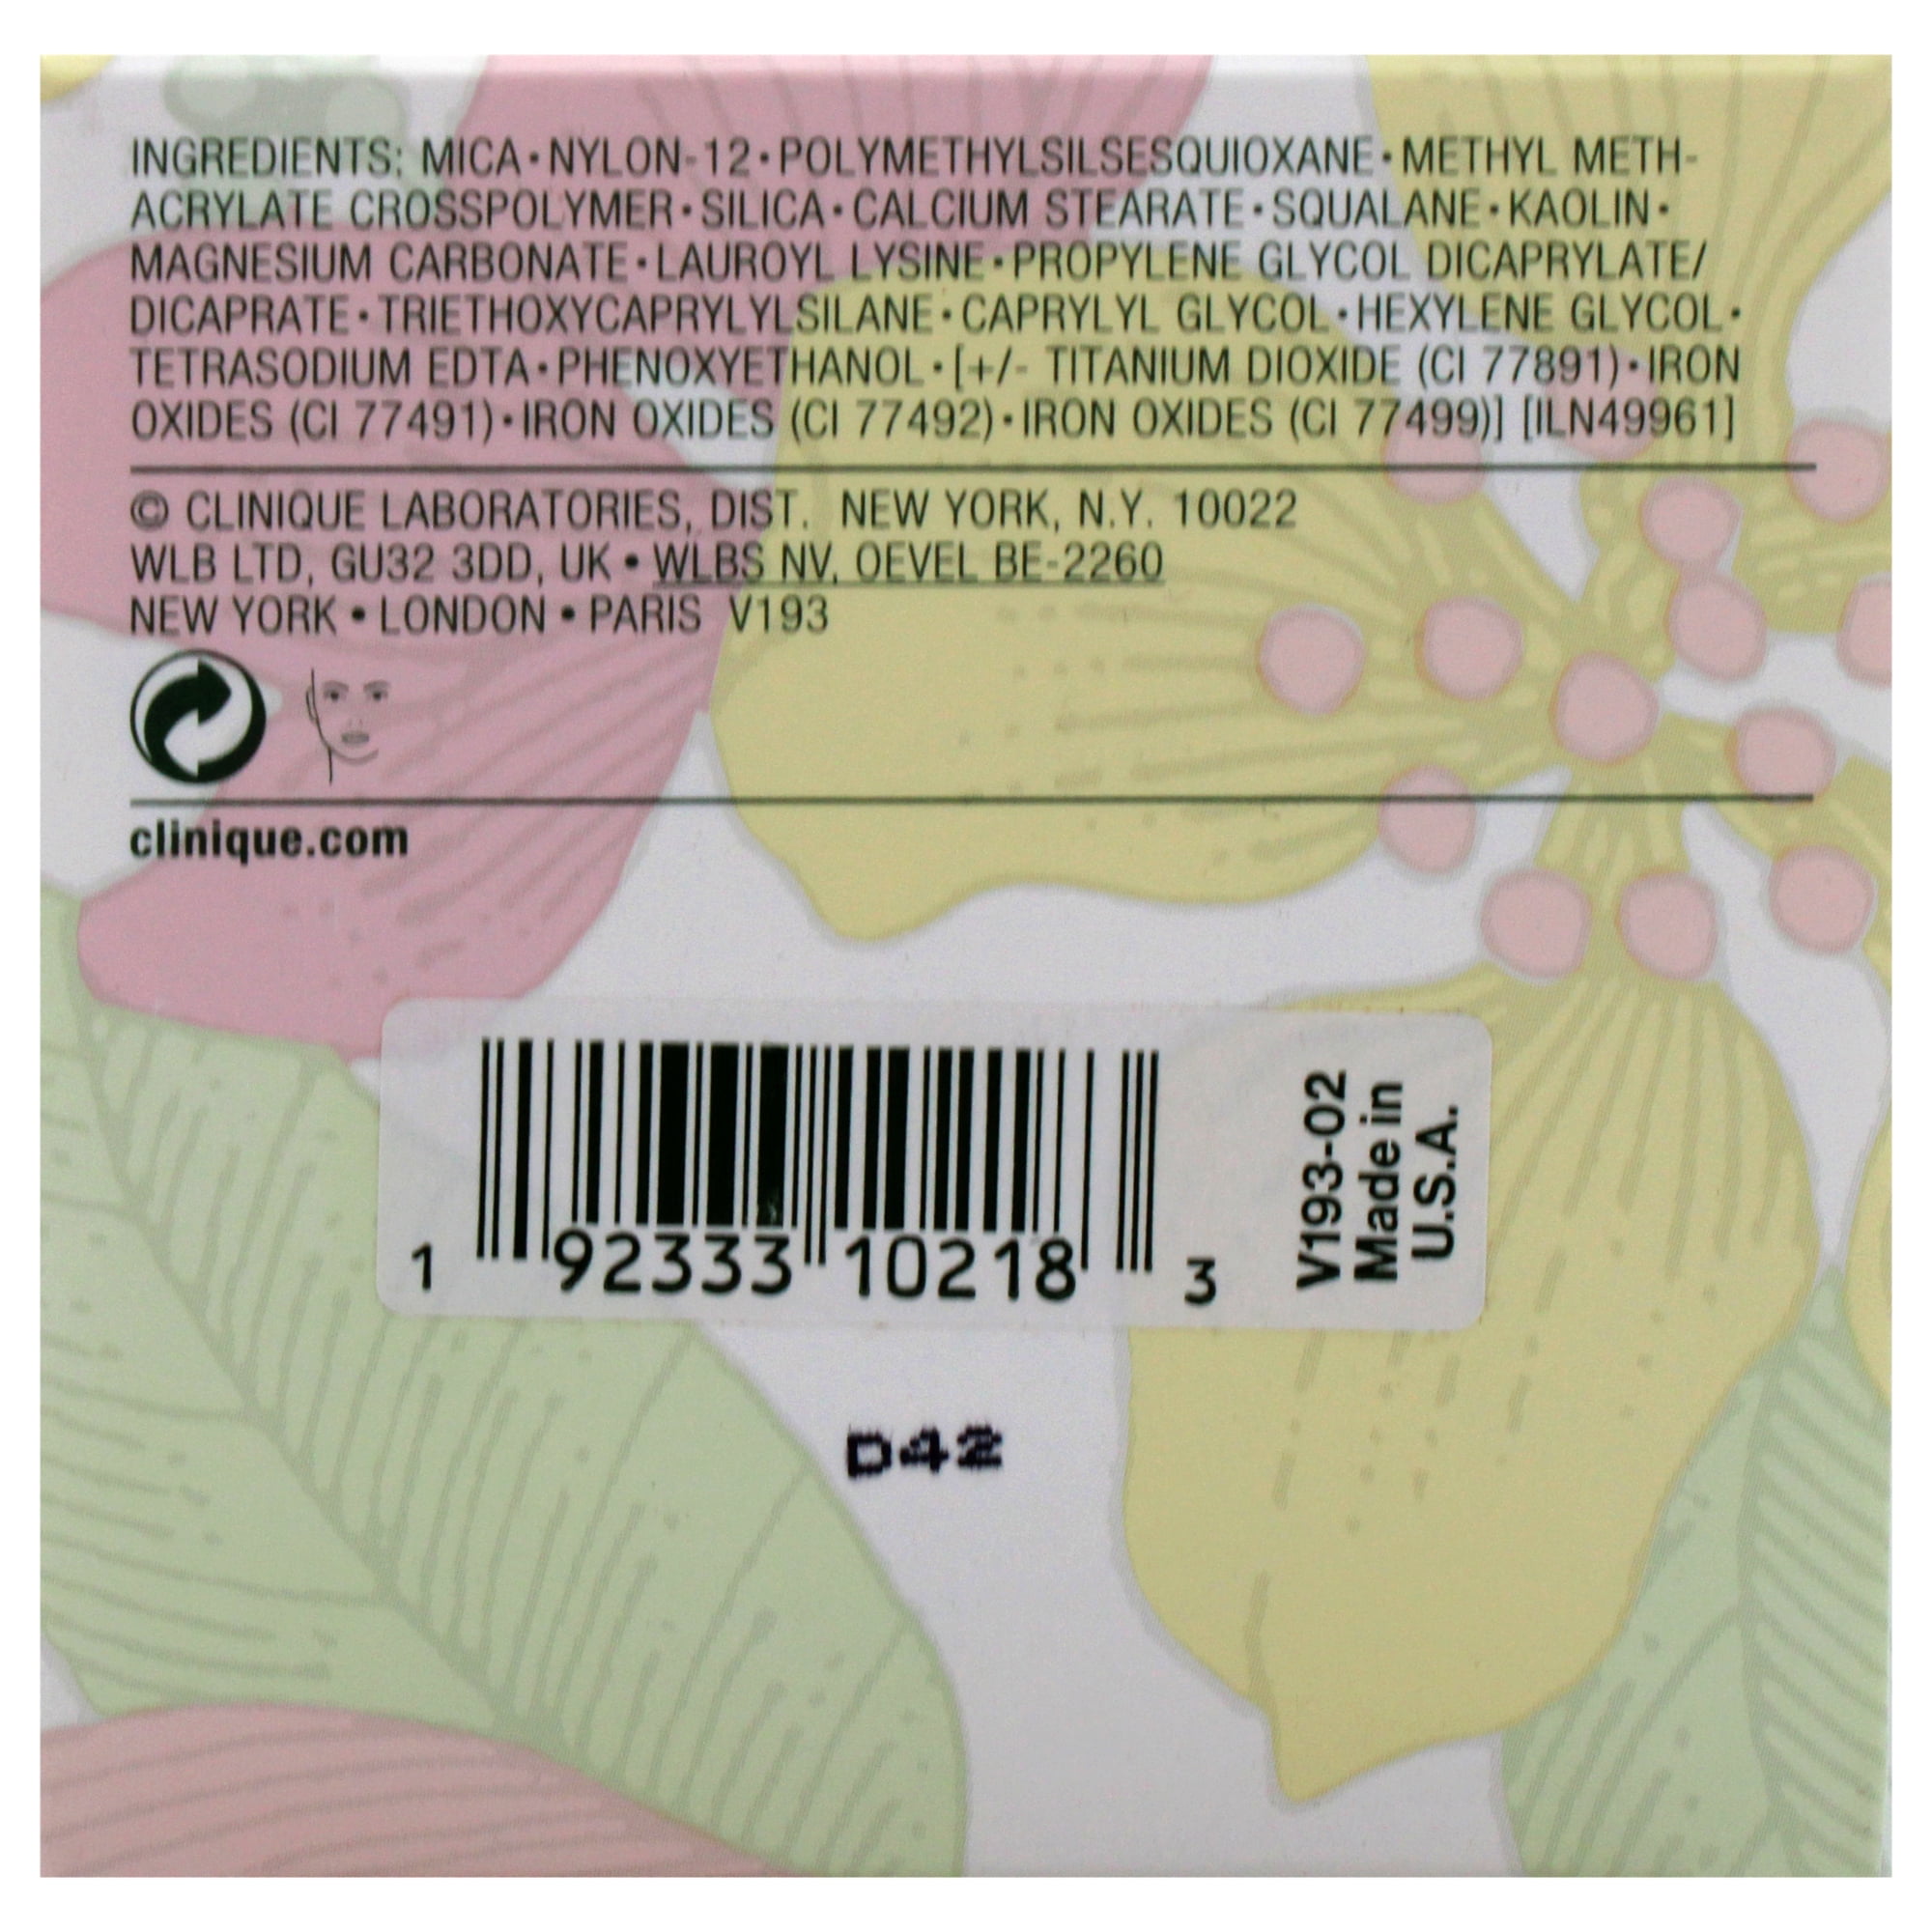 INGREDIENTS: MICA • NYLON-12 • POLYMETHYLSILSESQUIOXANE • METHYL METH-
ACRYLATE CROSSPOLYMER • SILICA • CALCIUM STEARATE • SQUALANE • KAOLIN •
MAGNESIUM CARBONATE • LAUROYL LYSINE • PROPYLENE GLYCOL DICAPRYLATE/
DICAPRATE • TRIETHOXYCAPRYLYLSILANE • CAPRYLYL GLYCOL • HEXYLENE GLYCOL •
TETRASODIUM EDTA • PHENOXYETHANOL • [+/- TITANIUM DIOXIDE (CI 77891) • IRON
OXIDES (CI 77491) • IRON OXIDES (CI 77492) • IRON OXIDES (CI 77499)] [ILN49961]
© CLINIQUE LABORATORIES, DIST. NEW YORK, N.Y. 10022
WLB LTD, GU32 3DD, UK • WLBS NV, OEVEL BE-2260
NEW YORK • LONDON • PARIS V193
clinique.com
1 92333 10218 3
V193-02
Made in
U.S.A.
D42